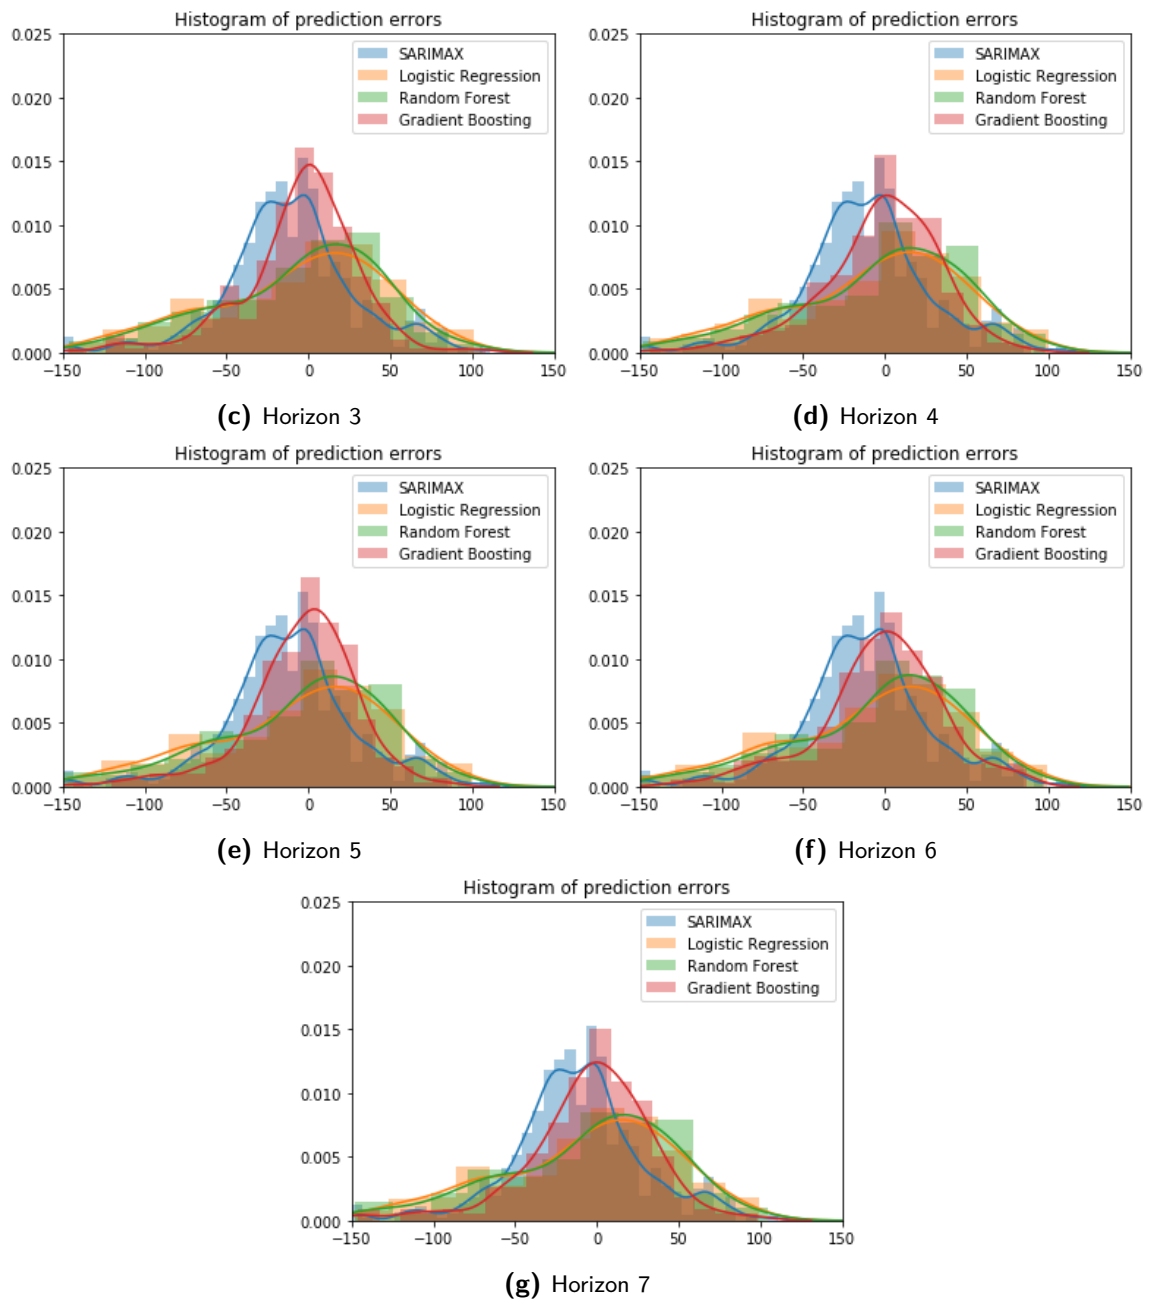 Histogram of prediction errors
0.025
0.020
0.015
0.010
0.005
0.000
−150 −100 −50 0 50 100 150
SARIMAX
Logistic Regression
Random Forest
Gradient Boosting
(c) Horizon 3
Histogram of prediction errors
0.025
0.020
0.015
0.010
0.005
0.000
−150 −100 −50 0 50 100 150
SARIMAX
Logistic Regression
Random Forest
Gradient Boosting
(d) Horizon 4
Histogram of prediction errors
0.025
0.020
0.015
0.010
0.005
0.000
−150 −100 −50 0 50 100 150
SARIMAX
Logistic Regression
Random Forest
Gradient Boosting
(e) Horizon 5
Histogram of prediction errors
0.025
0.020
0.015
0.010
0.005
0.000
−150 −100 −50 0 50 100 150
SARIMAX
Logistic Regression
Random Forest
Gradient Boosting
(f) Horizon 6
Histogram of prediction errors
0.025
0.020
0.015
0.010
0.005
0.000
−150 −100 −50 0 50 100 150
SARIMAX
Logistic Regression
Random Forest
Gradient Boosting
(g) Horizon 7